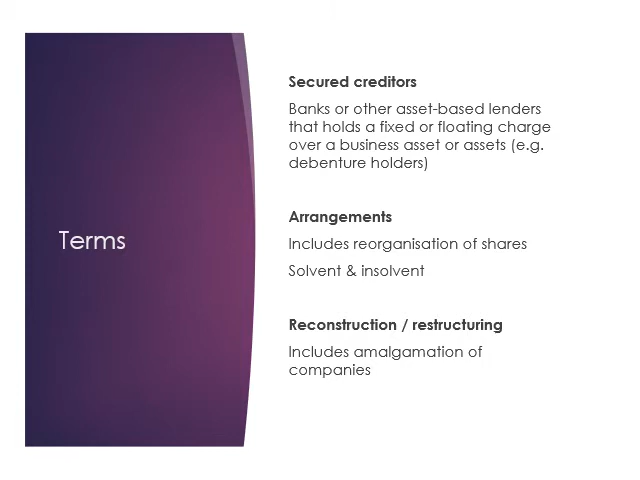 Terms
Secured creditors
Banks or other asset-based lenders
that holds a fixed or floating charge
over a business asset or assets (e.g.
debenture holders)
Arrangements
Includes reorganisation of shares
Solvent & insolvent
Reconstruction / restructuring
Includes amalgamation of
companies